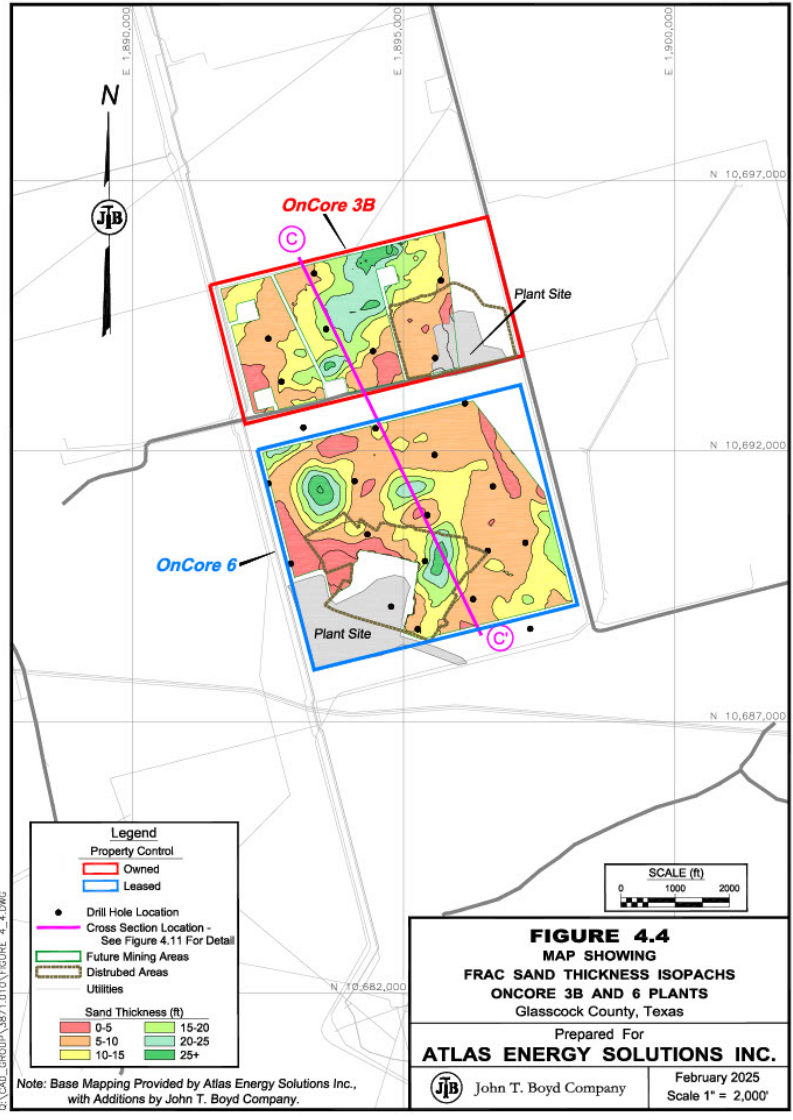 E 1,890,000
E 1,895,000
E 1,900,000
N
JTB
N 10,697,000
OnCore 3B
C
Plant Site
N 10,692,000
OnCore 6
Plant Site
C'
N 10,687,000
Legend
Property Control
Owned
Leased
Drill Hole Location
Cross Section Location -
See Figure 4.11 For Detail
Future Mining Areas
Distrubed Areas
Utilities
Sand Thickness (ft)
0-5
15-20
5-10
20-25
10-15
25+
N 10,682,000
SCALE (ft)
0 1000 2000
FIGURE 4.4
MAP SHOWING
FRAC SAND THICKNESS ISOPACHS
ONCORE 3B AND 6 PLANTS
Glasscock County, Texas
Prepared For
ATLAS ENERGY SOLUTIONS INC.
JTB John T. Boyd Company
February 2025
Scale 1" = 2,000'
Note: Base Mapping Provided by Atlas Energy Solutions Inc.,
with Additions by John T. Boyd Company.
Q:\CAD_GROUP\3871.010\FIGURE 4_4.DWG